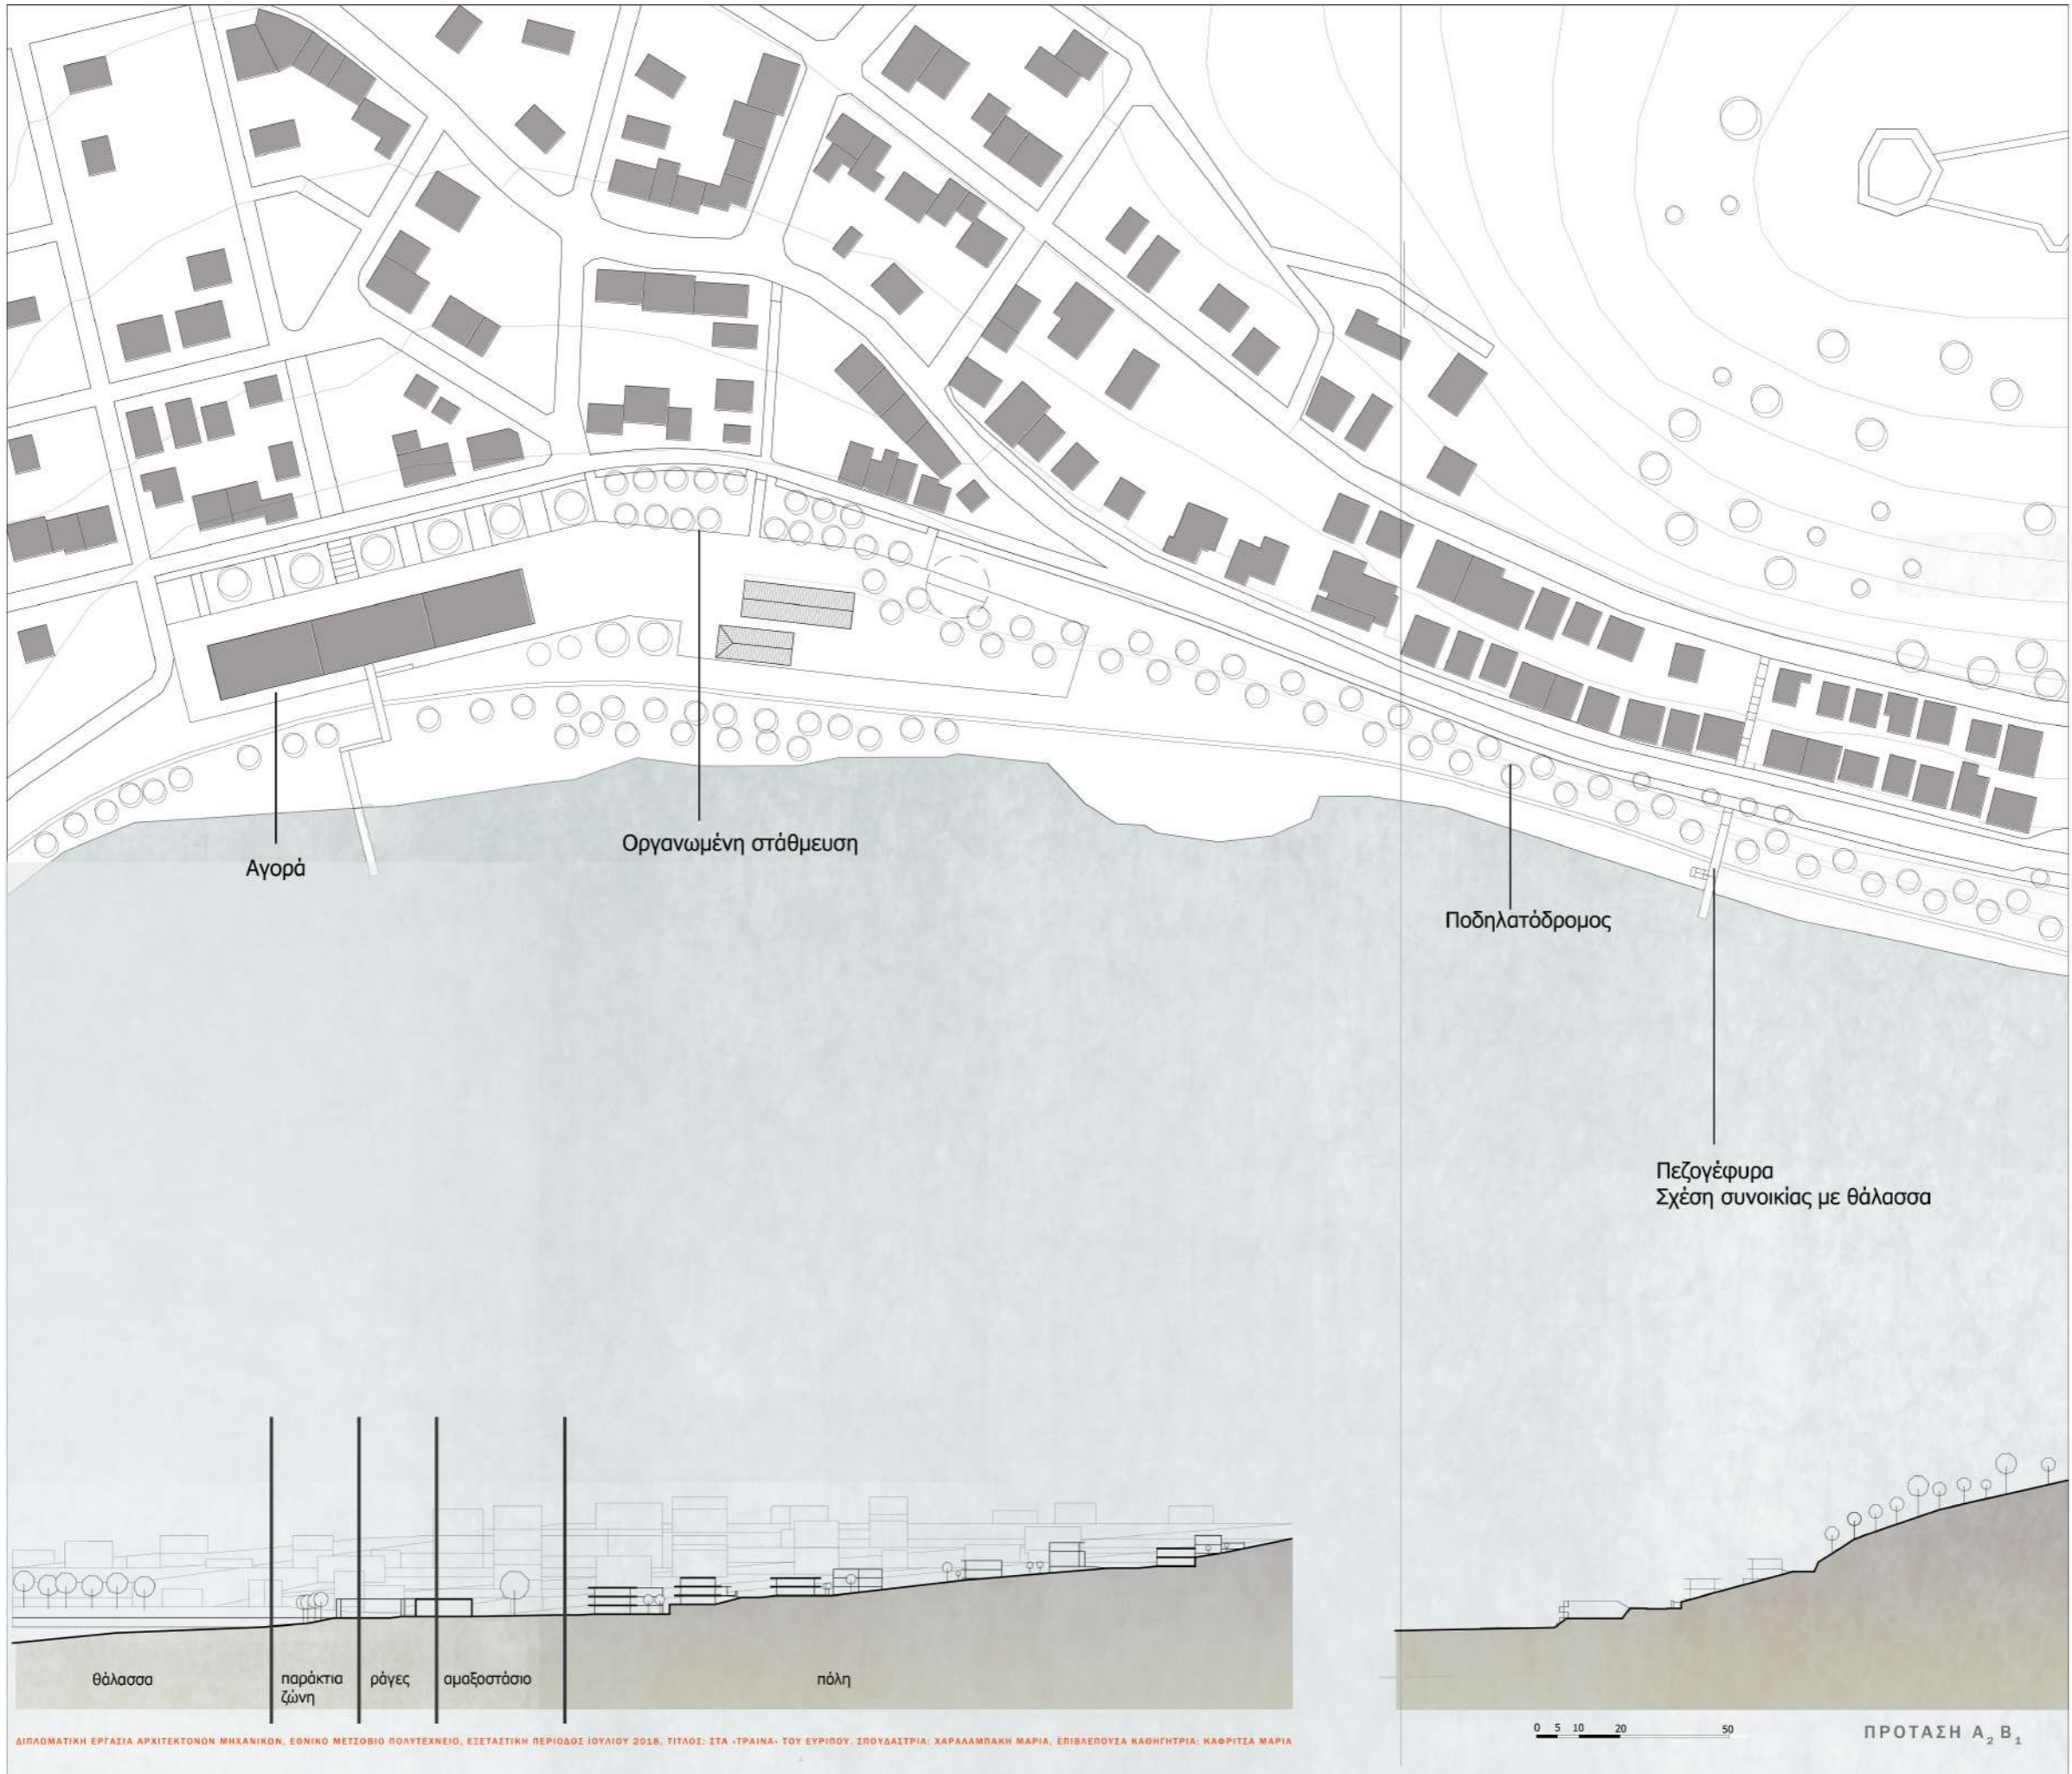 Αγορά
Οργανωμένη στάθμευση
Ποδηλατόδρομος
Πεζογέφυρα
Σχέση συνοικίας με θάλασσα
θάλασσα
παράκτια
ζώνη
ράγες
αμαξοστάσιο
πόλη
ΔΙΠΛΩΜΑΤΙΚΗ ΕΡΓΑΣΙΑ ΑΡΧΙΤΕΚΤΟΝΩΝ ΜΗΧΑΝΙΚΩΝ, ΕΘΝΙΚΟ ΜΕΤΣΟΒΙΟ ΠΟΛΥΤΕΧΝΕΙΟ, ΕΞΕΤΑΣΤΙΚΗ ΠΕΡΙΟΔΟΣ ΙΟΥΛΙΟΥ 2018, ΤΙΤΛΟΣ: ΣΤΑ «ΤΡΑΙΝΑ» ΤΟΥ ΕΥΡΙΠΟΥ. ΣΠΟΥΔΑΣΤΡΙΑ: ΧΑΡΑΛΑΜΠΑΚΗ ΜΑΡΙΑ, ΕΠΙΒΛΕΠΟΥΣΑ ΚΑΘΗΓΗΤΡΙΑ: ΚΑΦΡΙΤΣΑ ΜΑΡΙΑ
0 5 10 20 50
ΠΡΟΤΑΣΗ Α₂ Β₁